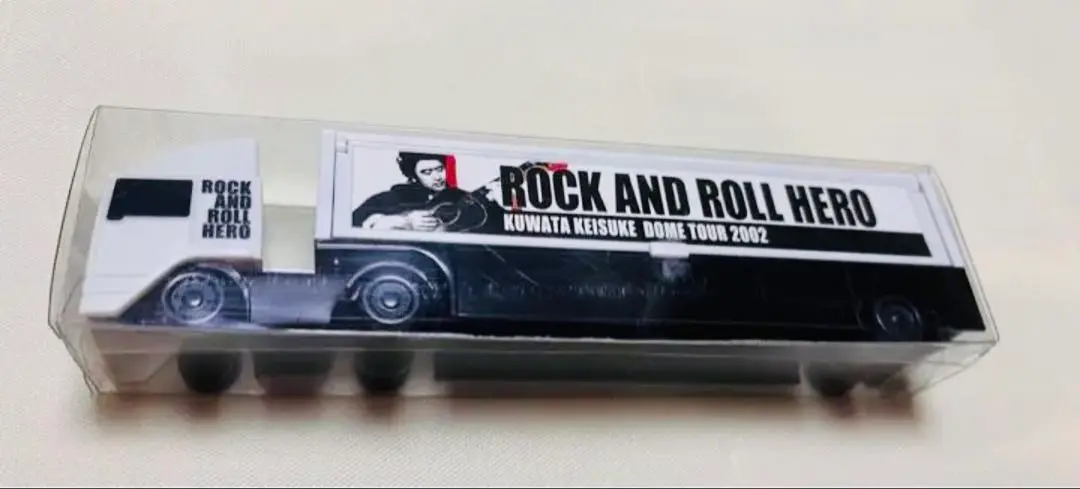 ROCK
AND
ROLL
HERO
ROCK AND ROLL HERO
KUWATA KEISUKE DOME TOUR 2002